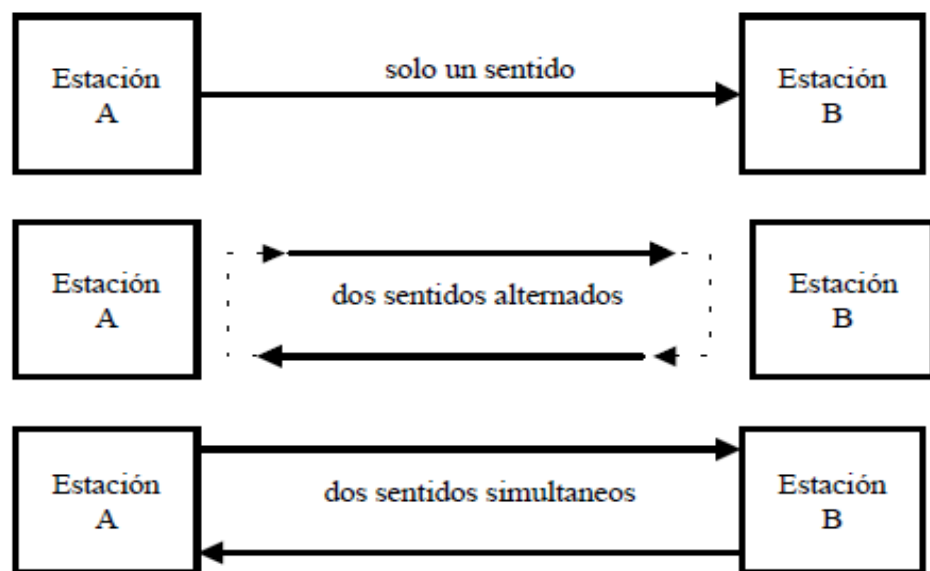 Estación
A
solo un sentido
Estación
B
Estación
A
dos sentidos alternados
Estación
B
Estación
A
dos sentidos simultaneos
Estación
B